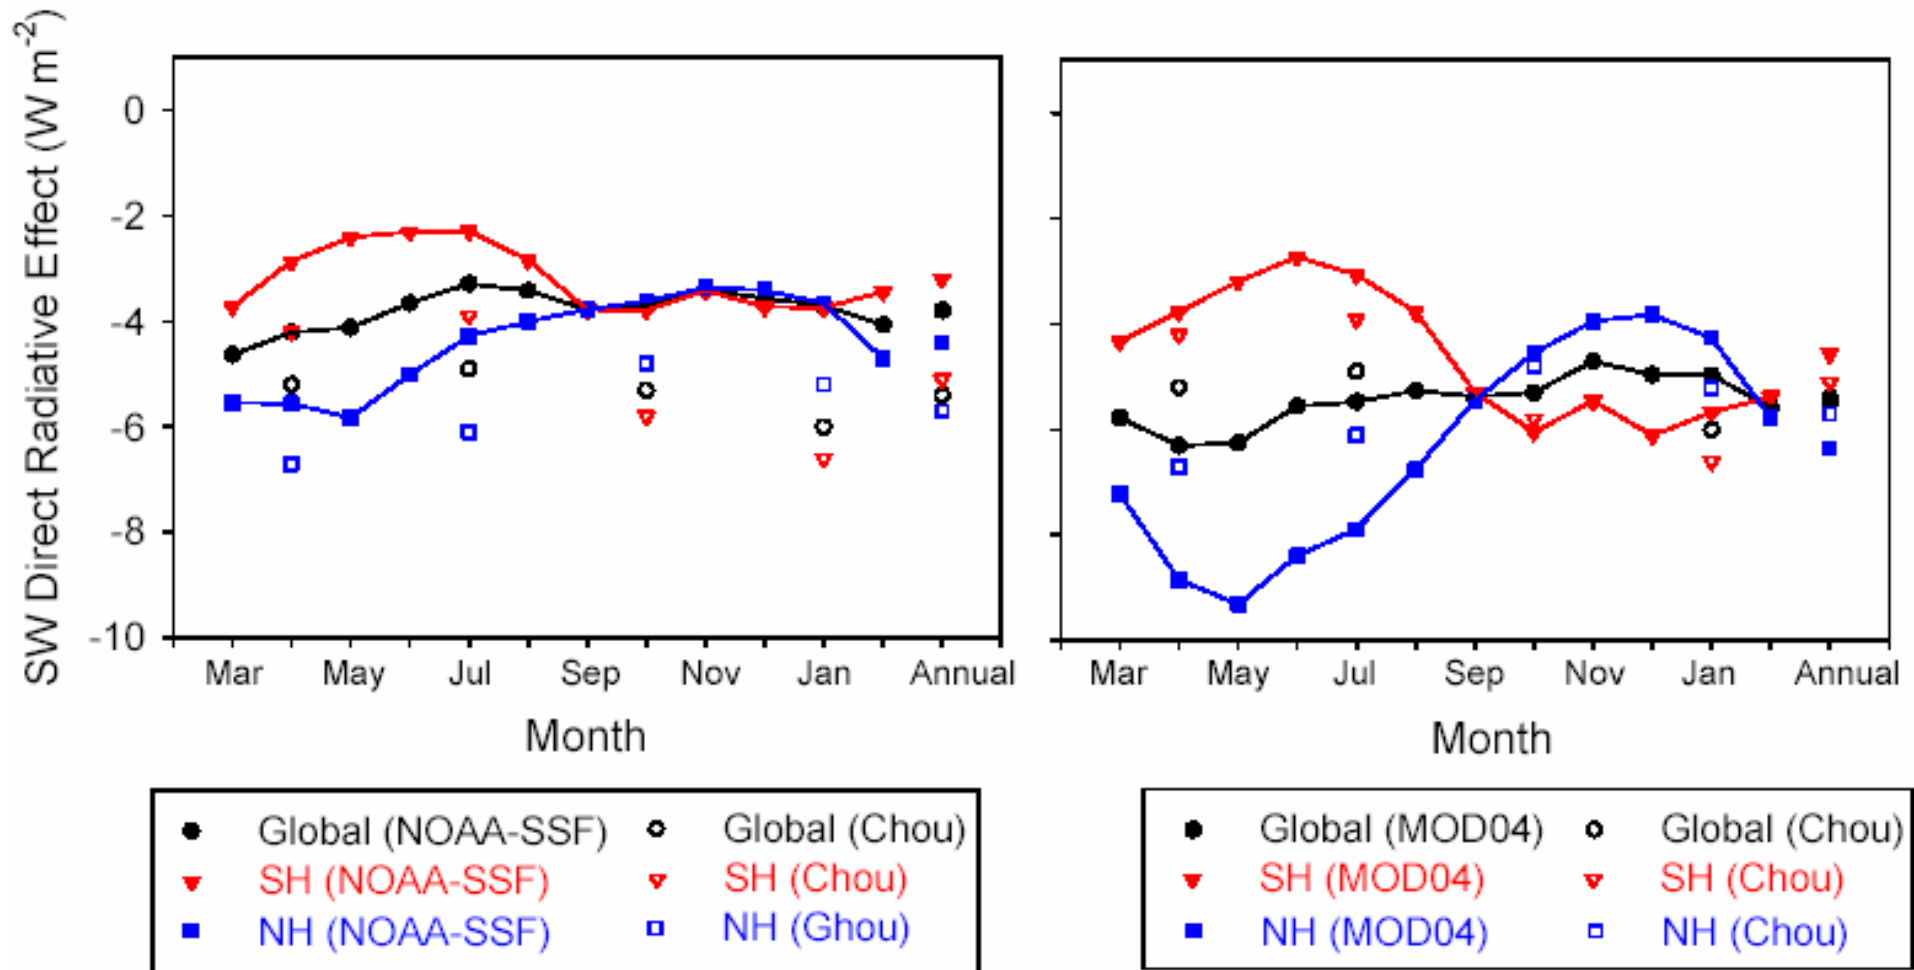 SW Direct Radiative Effect (W m-2)
0
-2
-4
-6
-8
-10
Mar May Jul Sep Nov Jan Annual
Month
Mar May Jul Sep Nov Jan Annual
Month
Global (NOAA-SSF) Global (Chou)
SH (NOAA-SSF) SH (Chou)
NH (NOAA-SSF) NH (Ghou)
Global (MOD04) Global (Chou)
SH (MOD04) SH (Chou)
NH (MOD04) NH (Chou)